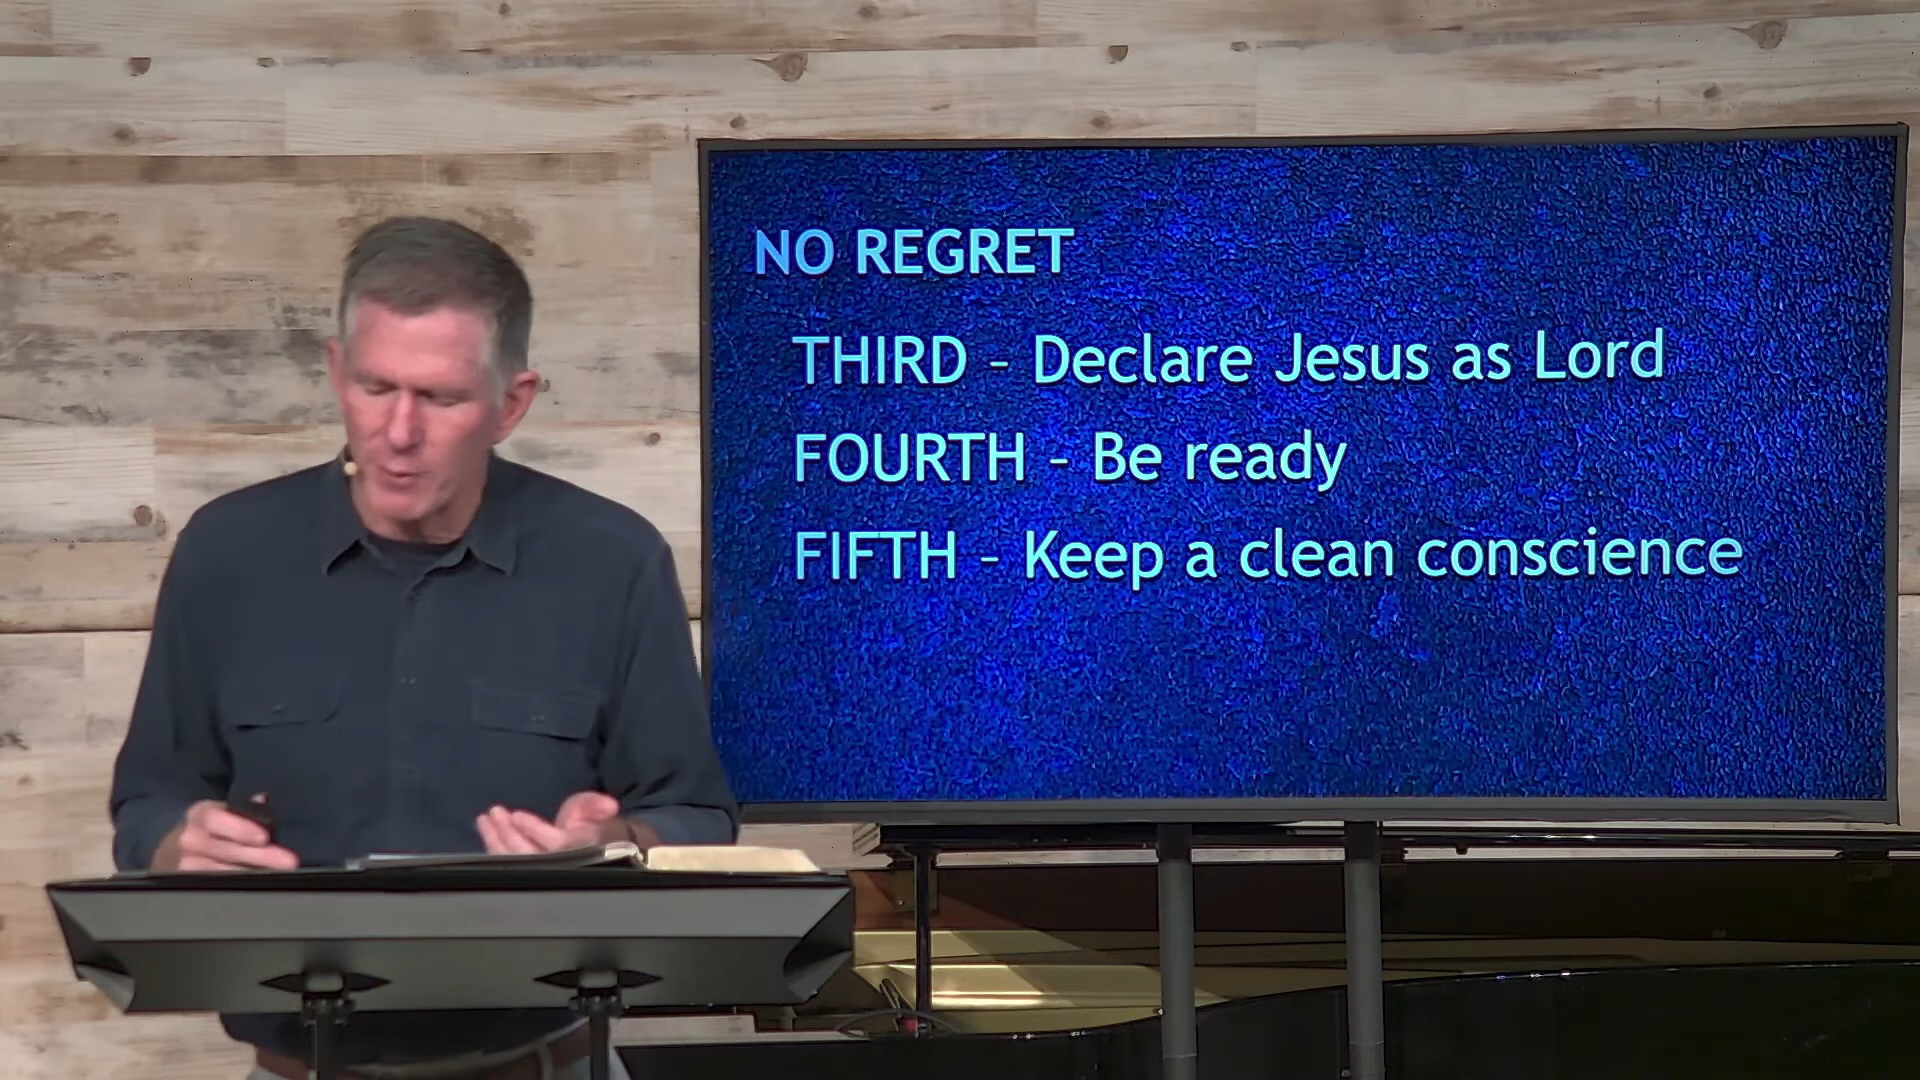 NO REGRET
THIRD - Declare Jesus as Lord
FOURTH - Be ready
FIFTH - Keep a clean conscience